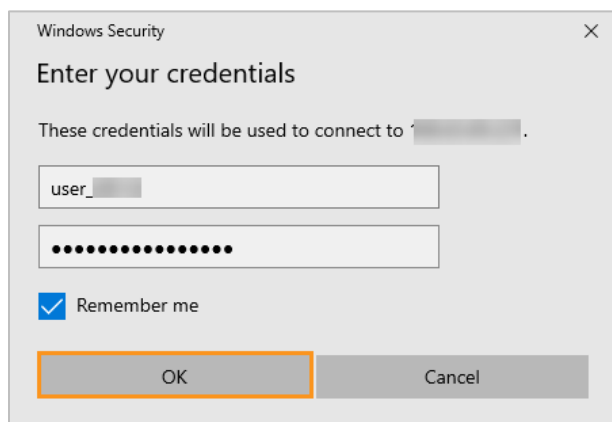 Windows Security
Enter your credentials
These credentials will be used to connect to .
user_
••••••••••••••••
Remember me
OK
Cancel